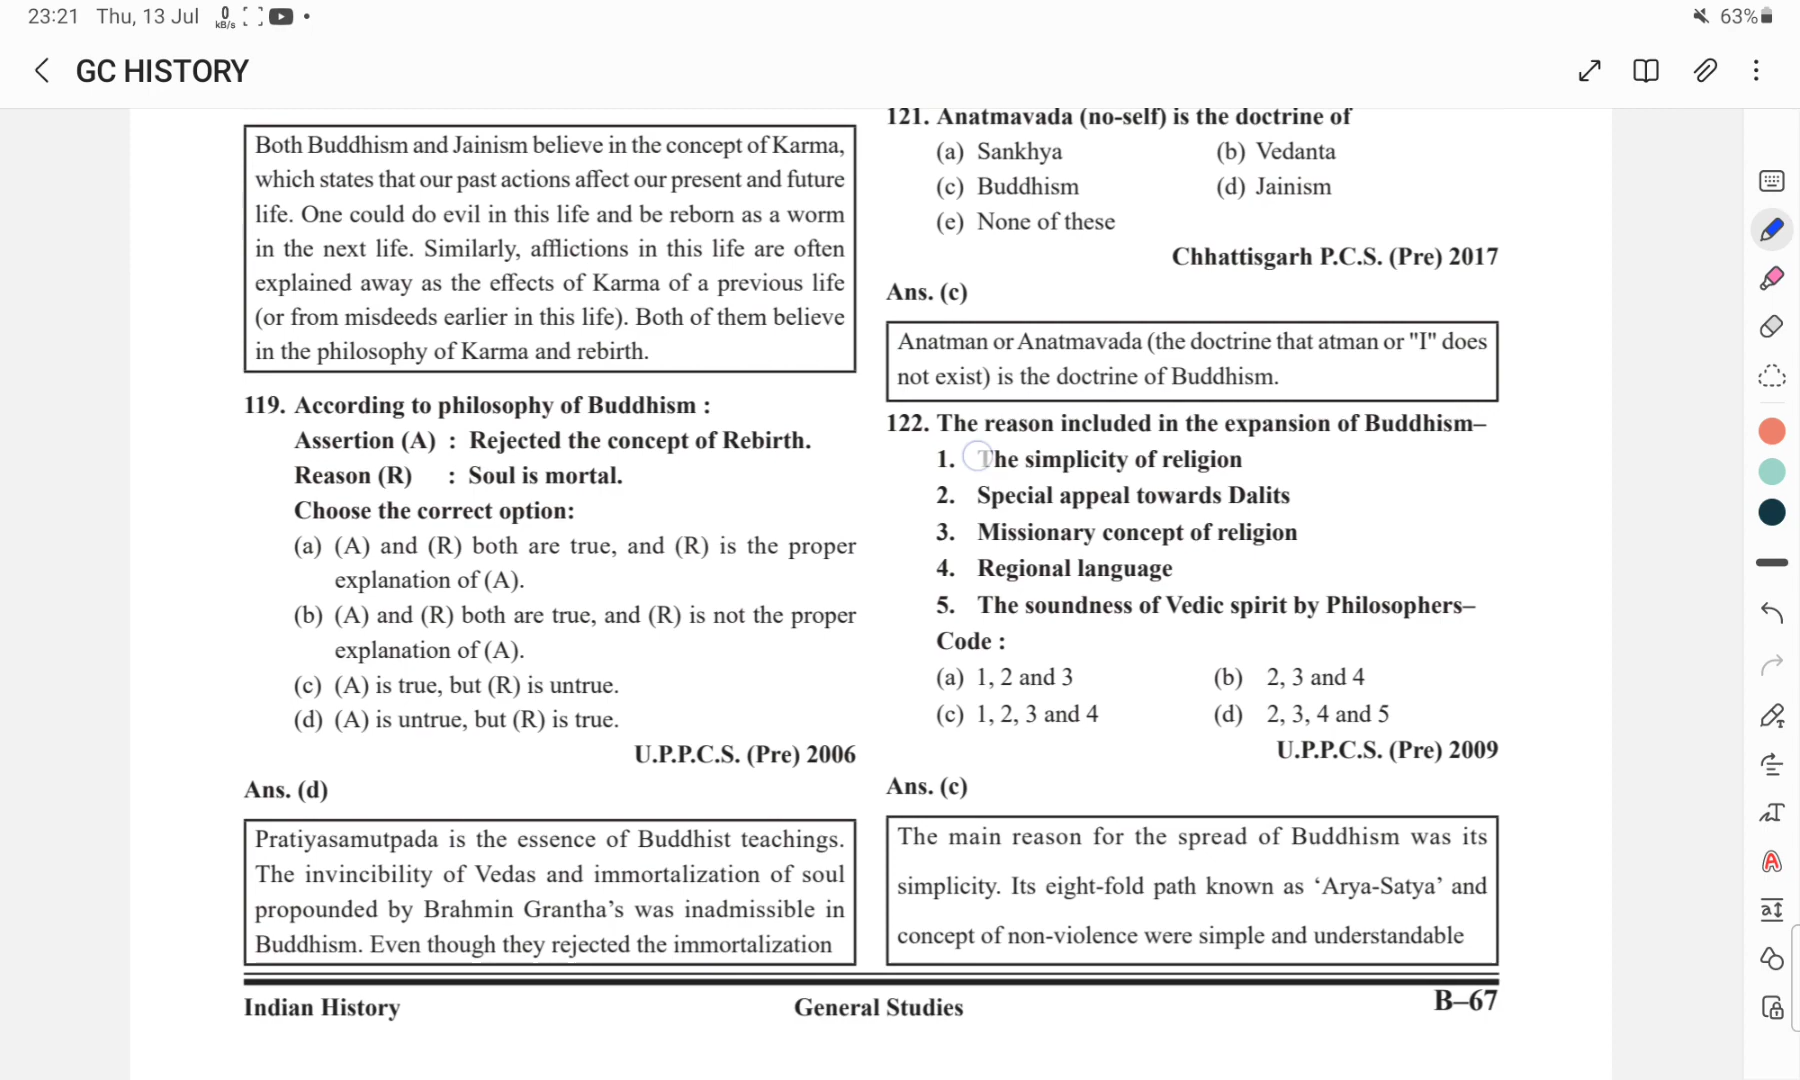 23:21 Thu, 13 Jul 0 kB/s 63%
GC HISTORY
Both Buddhism and Jainism believe in the concept of Karma,
which states that our past actions affect our present and future
life. One could do evil in this life and be reborn as a worm
in the next life. Similarly, afflictions in this life are often
explained away as the effects of Karma of a previous life
(or from misdeeds earlier in this life). Both of them believe
in the philosophy of Karma and rebirth.
119. According to philosophy of Buddhism :
Assertion (A) : Rejected the concept of Rebirth.
Reason (R) : Soul is mortal.
Choose the correct option:
(a) (A) and (R) both are true, and (R) is the proper
explanation of (A).
(b) (A) and (R) both are true, and (R) is not the proper
explanation of (A).
(c) (A) is true, but (R) is untrue.
(d) (A) is untrue, but (R) is true.
U.P.P.C.S. (Pre) 2006
Ans. (d)
Pratiyasamutpada is the essence of Buddhist teachings.
The invincibility of Vedas and immortalization of soul
propounded by Brahmin Grantha's was inadmissible in
Buddhism. Even though they rejected the immortalization
121. Anatmavada (no-self) is the doctrine of
(a) Sankhya (b) Vedanta
(c) Buddhism (d) Jainism
(e) None of these
Chhattisgarh P.C.S. (Pre) 2017
Ans. (c)
Anatman or Anatmavada (the doctrine that atman or "I" does
not exist) is the doctrine of Buddhism.
122. The reason included in the expansion of Buddhism–
1. The simplicity of religion
2. Special appeal towards Dalits
3. Missionary concept of religion
4. Regional language
5. The soundness of Vedic spirit by Philosophers–
Code :
(a) 1, 2 and 3 (b) 2, 3 and 4
(c) 1, 2, 3 and 4 (d) 2, 3, 4 and 5
U.P.P.C.S. (Pre) 2009
Ans. (c)
The main reason for the spread of Buddhism was its
simplicity. Its eight-fold path known as ‘Arya-Satya’ and
concept of non-violence were simple and understandable
Indian History General Studies B–67